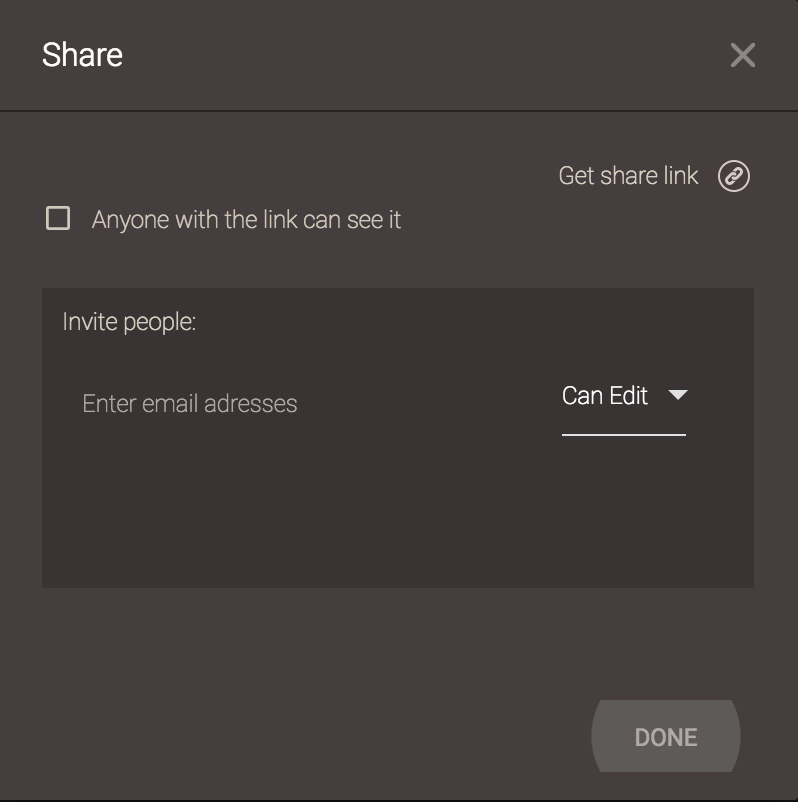 Share
Get share link
Anyone with the link can see it
Invite people:
Enter email adresses
Can Edit
DONE